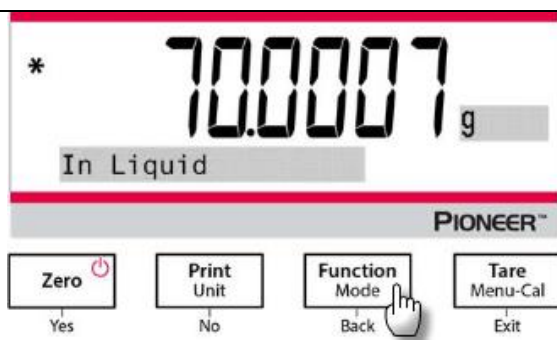 * 70.0007 g
In Liquid
PIONEER™
Zero Print Function Tare
Unit Mode Menu-Cal
Yes No Back Exit